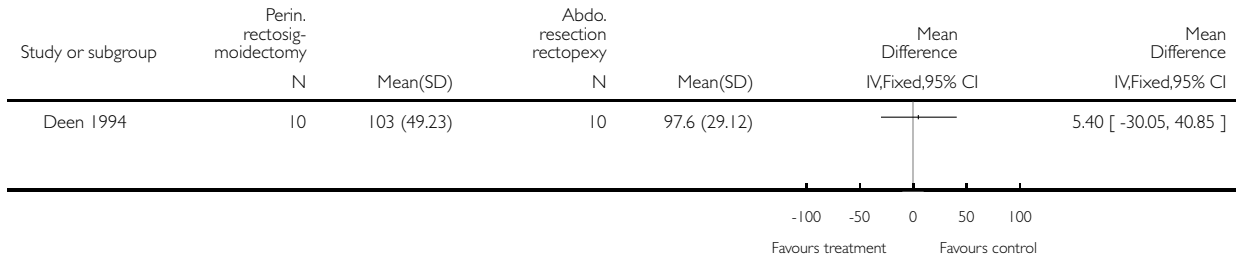 Perin. rectosig- moidectomy
Abdo. resection rectopexy
Study or subgroup
Mean Difference
Mean Difference
N Mean(SD) N Mean(SD) IV,Fixed,95% CI IV,Fixed,95% CI
Deen 1994 10 103 (49.23) 10 97.6 (29.12) 5.40 [ -30.05, 40.85 ]
-100 -50 0 50 100
Favours treatment Favours control